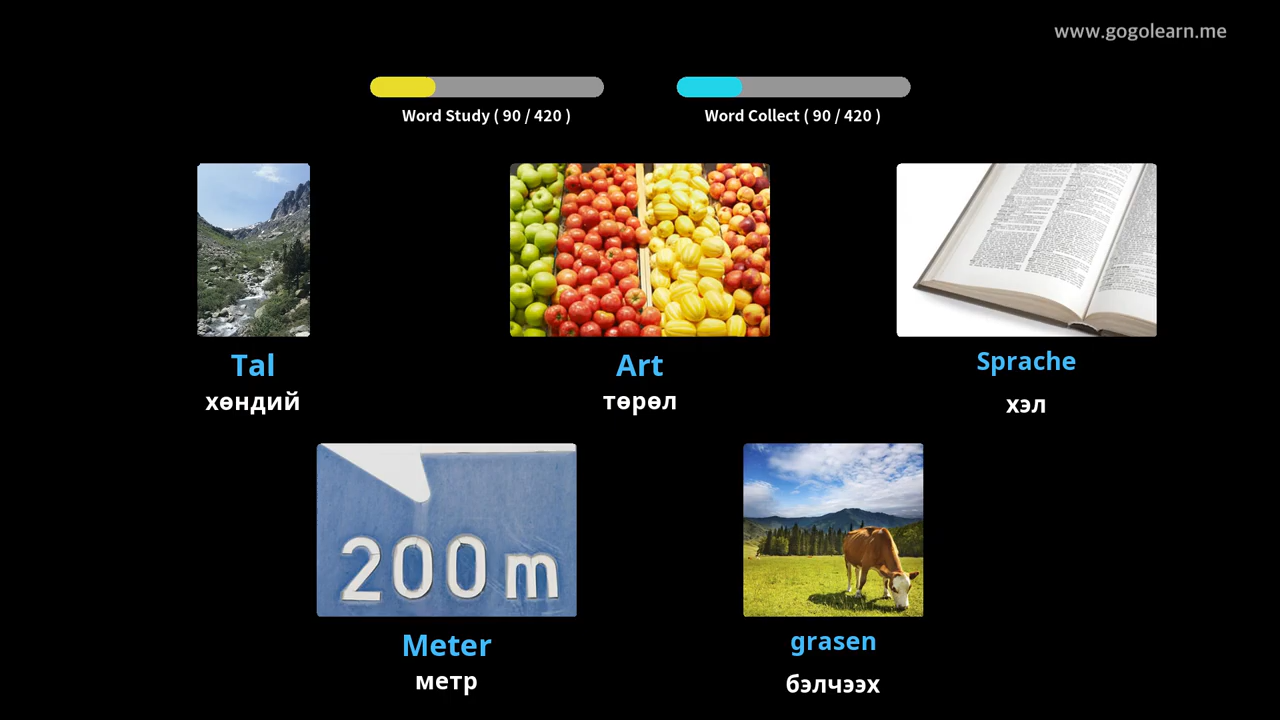 www.gogolearn.me
Word Study ( 90 / 420 )
Word Collect ( 90 / 420 )
Tal
хөндий
Art
төрөл
Sprache
хэл
200 m
Meter
метр
grasen
бэлчээх